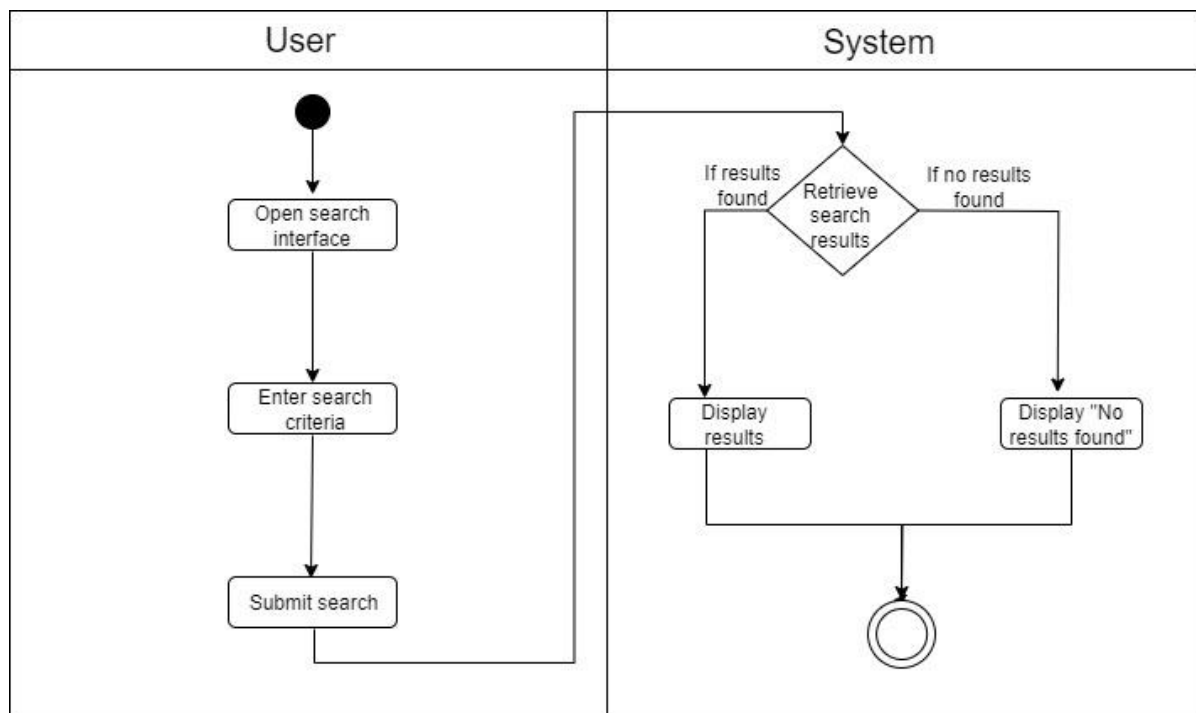 User
System
Open search
interface
Enter search
criteria
Submit search
If results
found
Retrieve
search
results
If no results
found
Display
results
Display "No
results found"